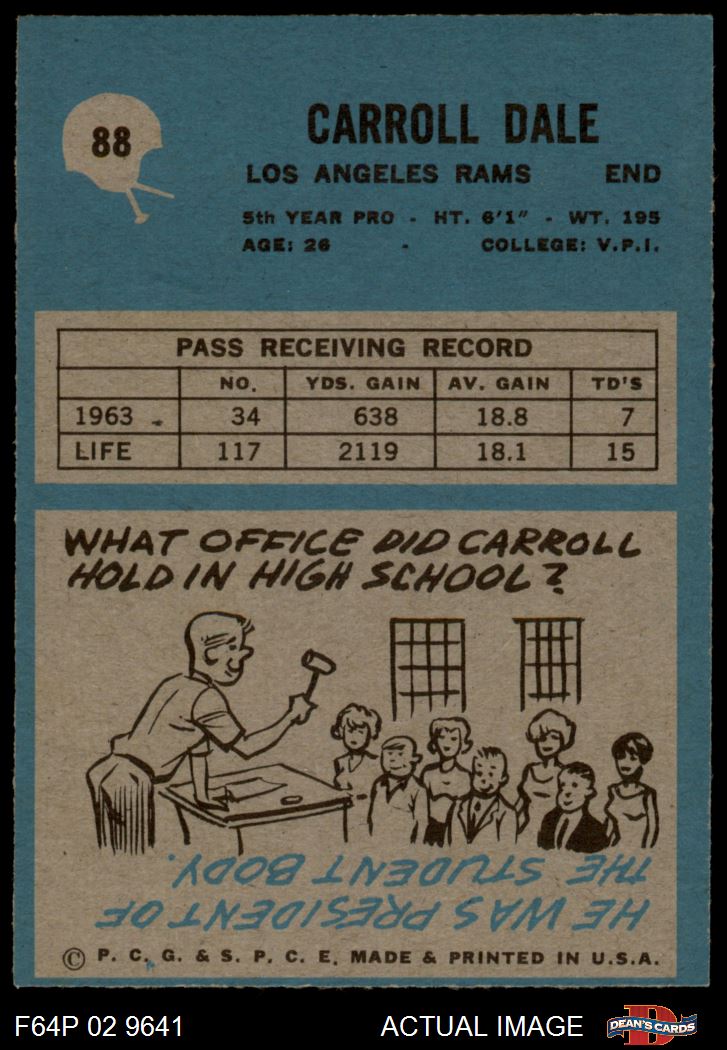 88
CARROLL DALE
LOS ANGELES RAMS END
5th YEAR PRO - HT. 6'1" - WT. 195
AGE: 26 - COLLEGE: V.P.I.
PASS RECEIVING RECORD
NO. YDS. GAIN AV. GAIN TD'S
1963 34 638 18.8 7
LIFE 117 2119 18.1 15
WHAT OFFICE DID CARROLL
HOLD IN HIGH SCHOOL?
HE WAS PRESIDENT OF
THE STUDENT BODY.
© P. C. G. & S. P. C. E. MADE & PRINTED IN U.S.A.
F64P 02 9641 ACTUAL IMAGE DEAN'S CARDS